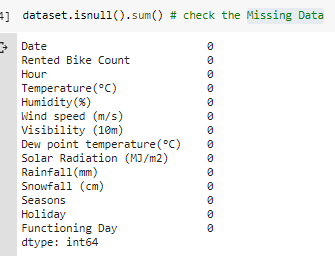 4] dataset.isnull().sum() # check the Missing Data
Date 0
Rented Bike Count 0
Hour 0
Temperature(°C) 0
Humidity(%) 0
Wind speed (m/s) 0
Visibility (10m) 0
Dew point temperature(°C) 0
Solar Radiation (MJ/m2) 0
Rainfall(mm) 0
Snowfall (cm) 0
Seasons 0
Holiday 0
Functioning Day 0
dtype: int64